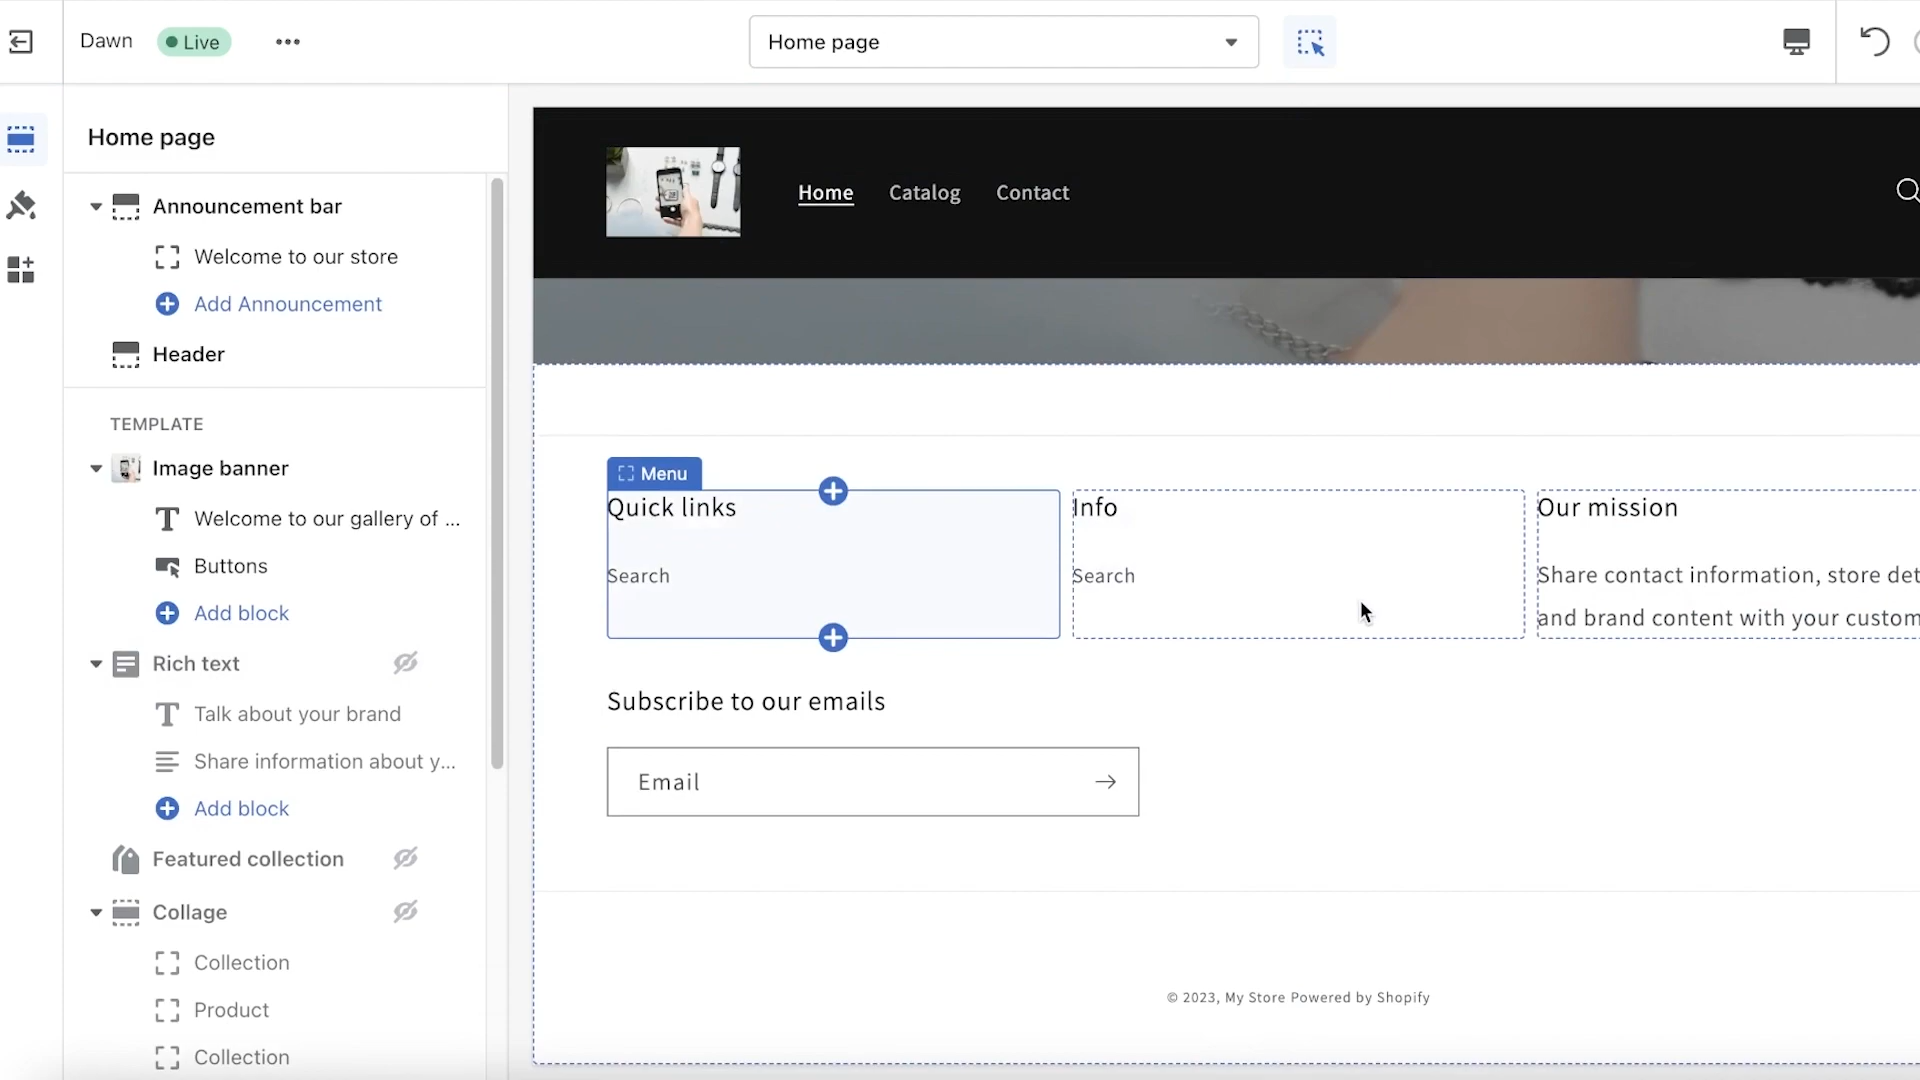 Dawn
Live
Home page
Home page
Announcement bar
Welcome to our store
Add Announcement
Header
TEMPLATE
Image banner
Welcome to our gallery of ...
Buttons
Add block
Rich text
Talk about your brand
Share information about y...
Add block
Featured collection
Collage
Collection
Product
Collection
Home
Catalog
Contact
Menu
Quick links
Search
Info
Search
Our mission
Share contact information, store det
and brand content with your custom
Subscribe to our emails
Email
© 2023, My Store Powered by Shopify